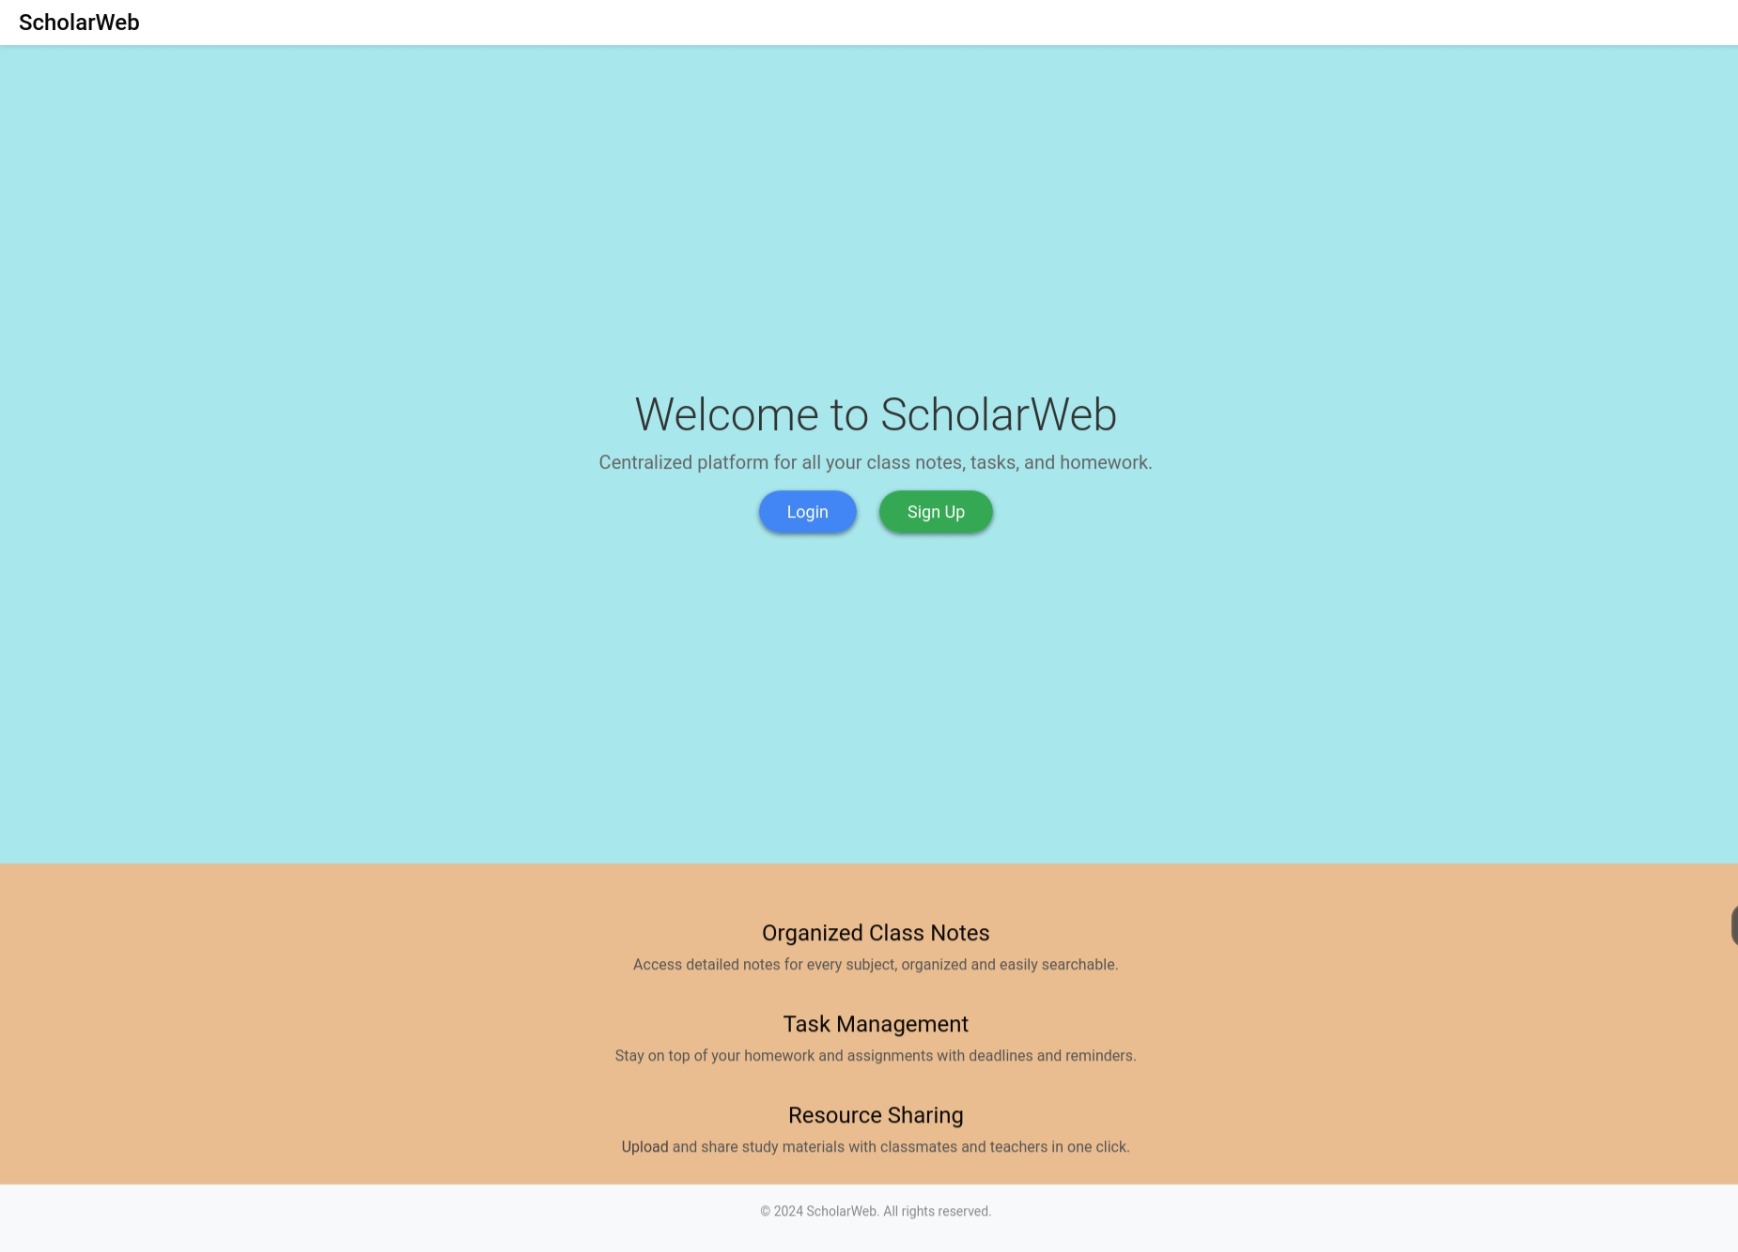 ScholarWeb
Welcome to ScholarWeb
Centralized platform for all your class notes, tasks, and homework.
Login
Sign Up
Organized Class Notes
Access detailed notes for every subject, organized and easily searchable.
Task Management
Stay on top of your homework and assignments with deadlines and reminders.
Resource Sharing
Upload and share study materials with classmates and teachers in one click.
© 2024 ScholarWeb. All rights reserved.